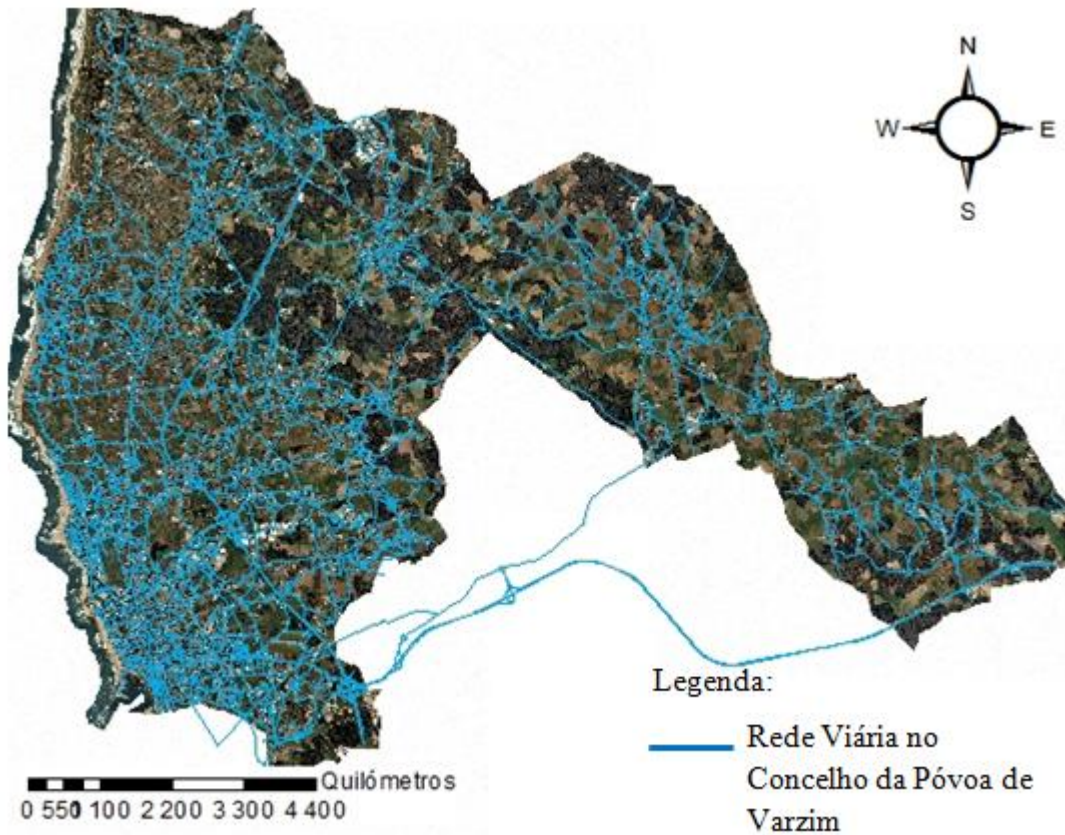 N
W E
S
Legenda:
Rede Viária no
Concelho da Póvoa de
Varzim
Quilómetros
0 550 1 100 2 200 3 300 4 400